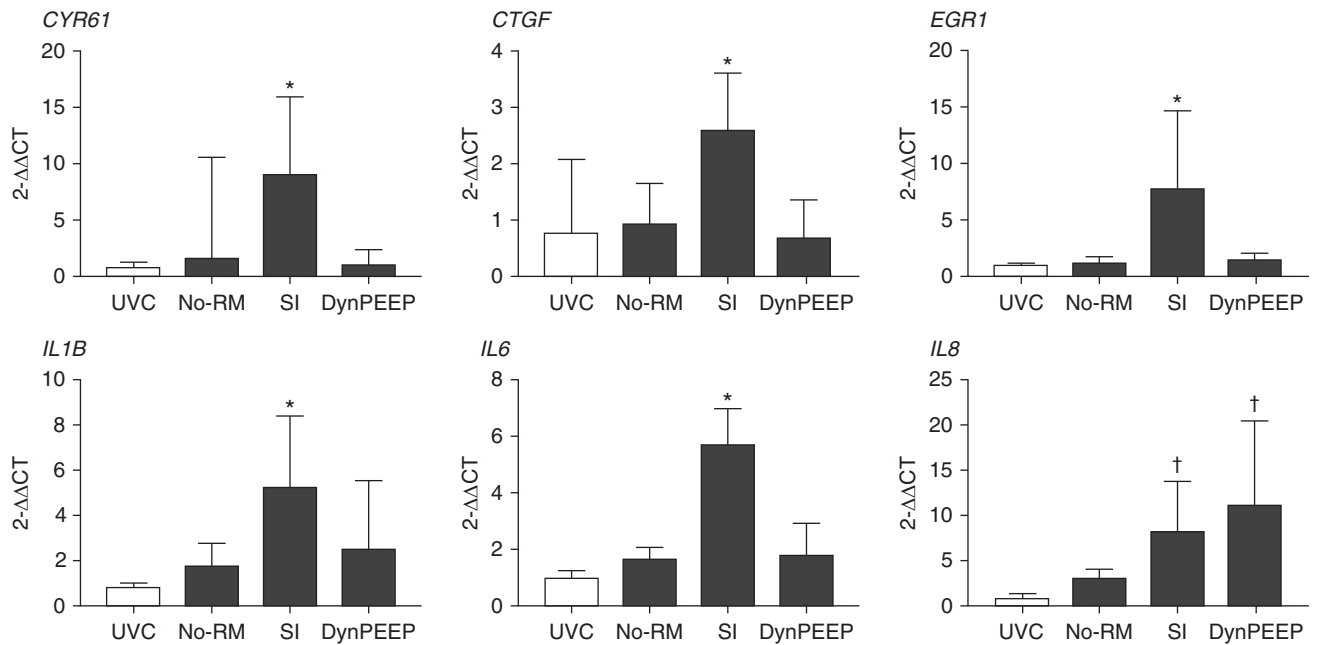 CYR61
20
15
10
5
0
2-ΔΔCT
*
UVC No-RM SI DynPEEP
CTGF
4
3
2
1
0
2-ΔΔCT
*
UVC No-RM SI DynPEEP
EGR1
20
15
10
5
0
2-ΔΔCT
*
UVC No-RM SI DynPEEP
IL1B
10
8
6
4
2
0
2-ΔΔCT
*
UVC No-RM SI DynPEEP
IL6
8
6
4
2
0
2-ΔΔCT
*
UVC No-RM SI DynPEEP
IL8
25
20
15
10
5
0
2-ΔΔCT
†
†
UVC No-RM SI DynPEEP